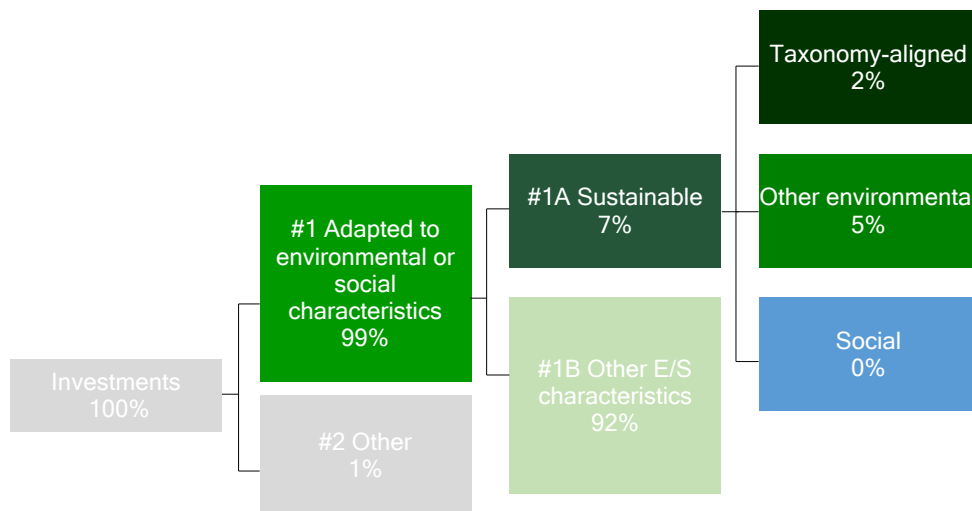 Investments
100%
#1 Adapted to
environmental or
social
characteristics
99%
#2 Other
1%
#1A Sustainable
7%
#1B Other E/S
characteristics
92%
Taxonomy-aligned
2%
Other environmenta
5%
Social
0%